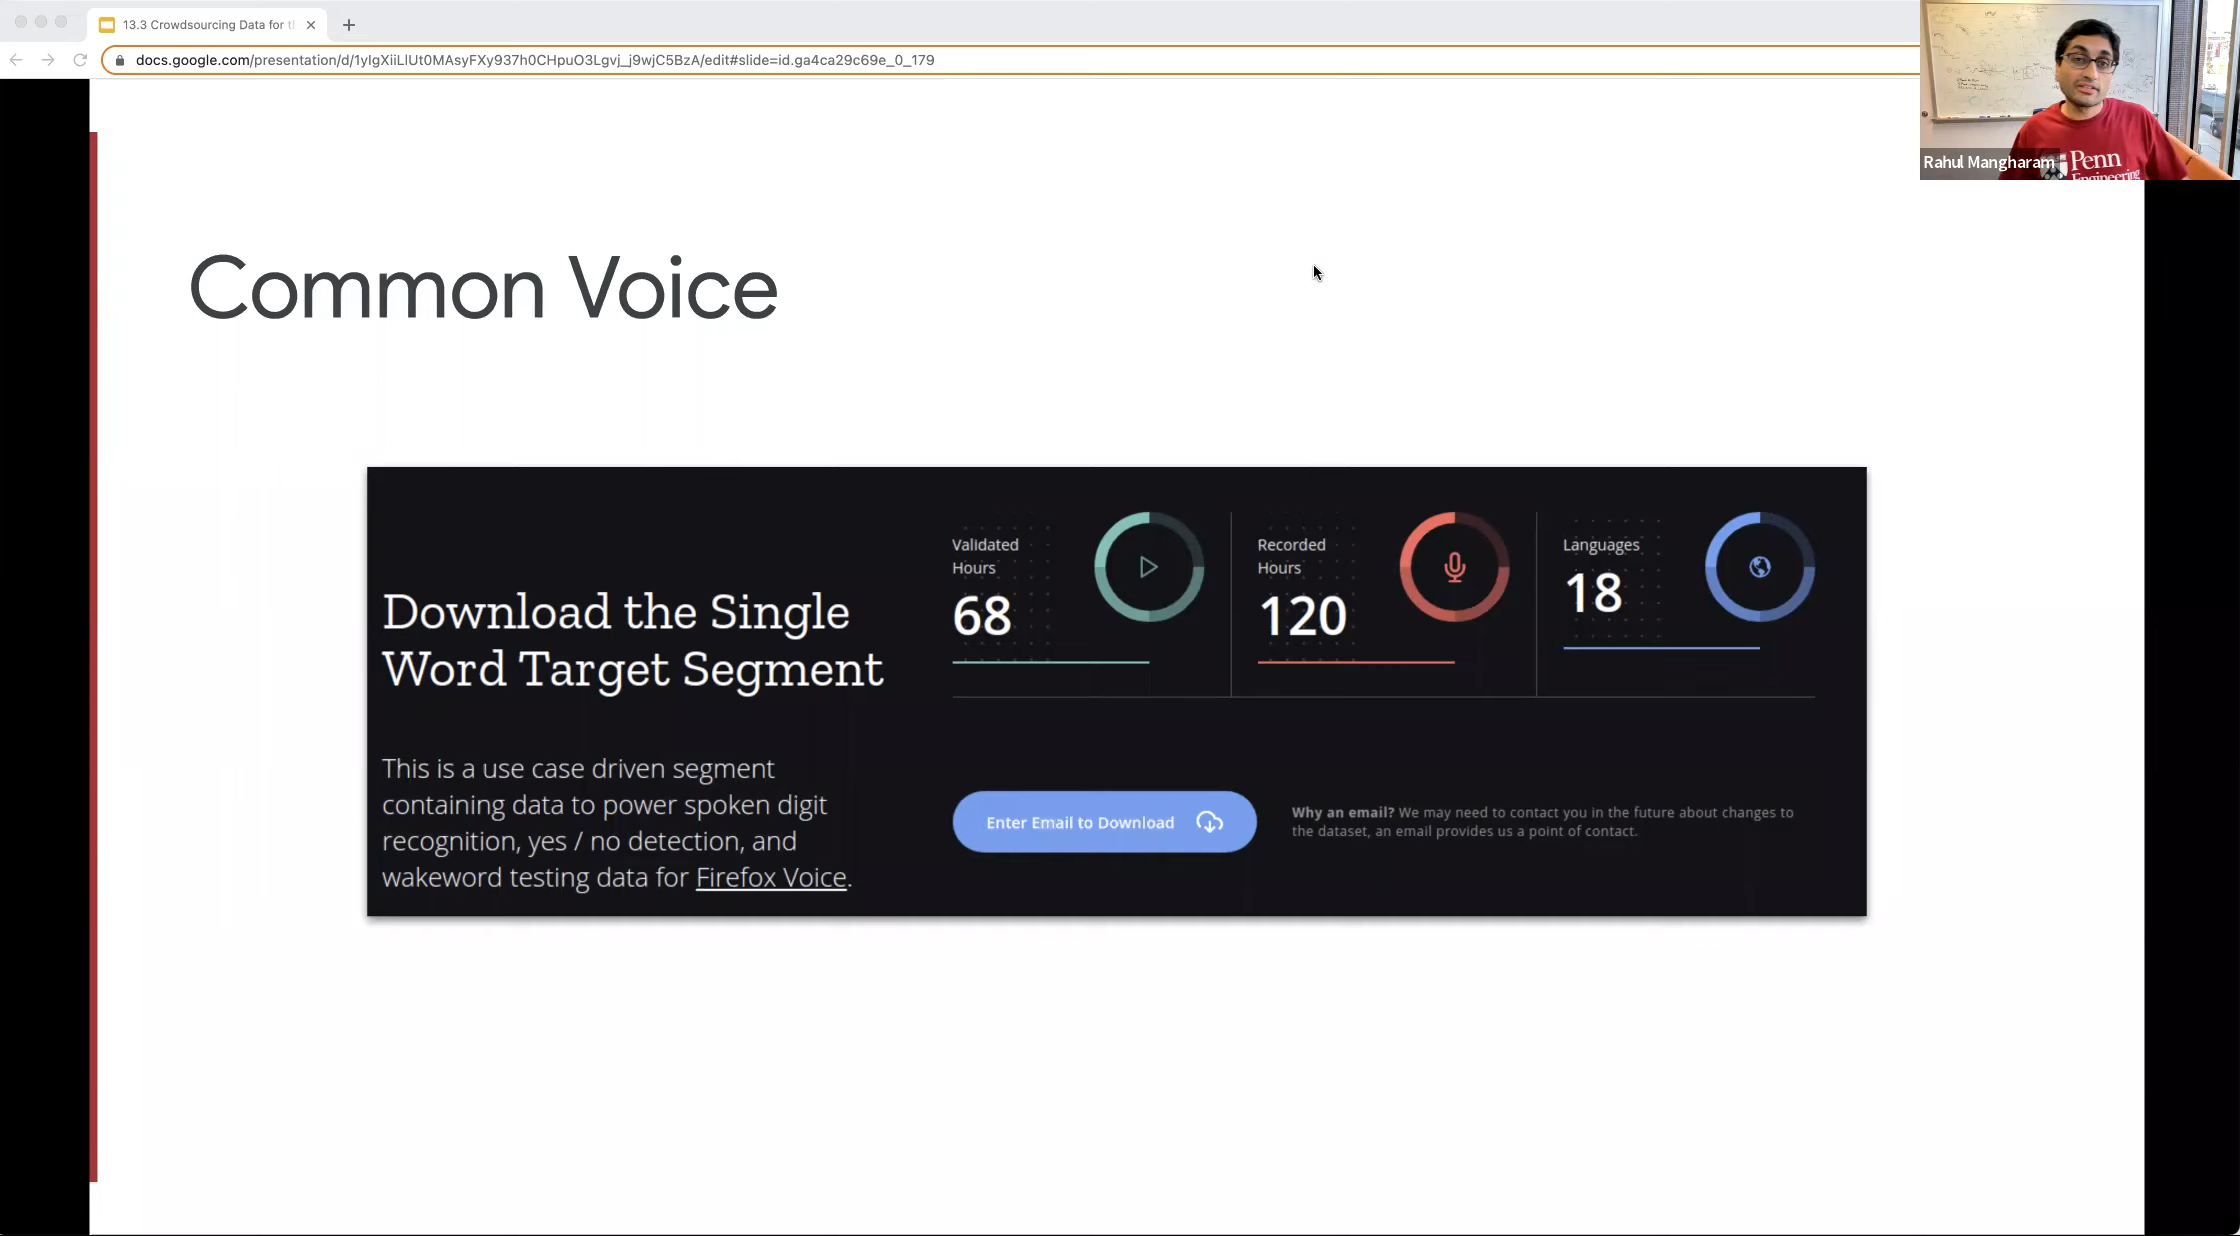 13.3 Crowdsourcing Data for t
docs.google.com/presentation/d/1yIgXiiLlUt0MAsyFXy937h0CHpuO3Lgvj_j9wjC5BzA/edit#slide=id.ga4ca29c69e_0_179
Rahul Mangharam
Penn
Engineering
Common Voice
Download the Single
Word Target Segment
This is a use case driven segment
containing data to power spoken digit
recognition, yes / no detection, and
wakeword testing data for Firefox Voice.
Validated
Hours
68
Recorded
Hours
120
Languages
18
Enter Email to Download
Why an email? We may need to contact you in the future about changes to
the dataset, an email provides us a point of contact.